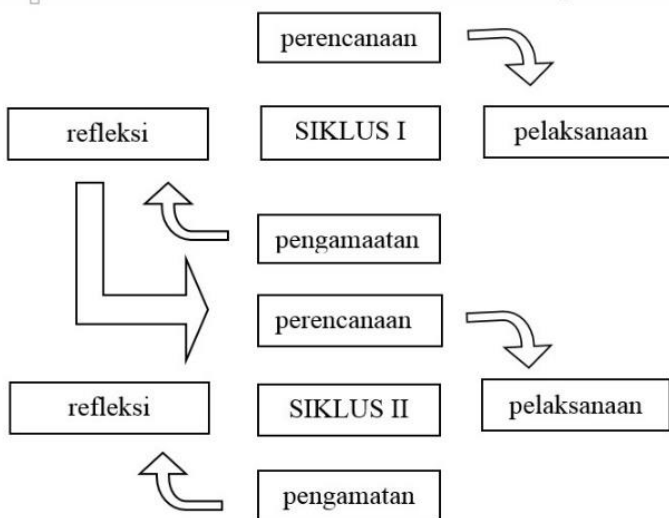 perencanaan
refleksi
SIKLUS I
pelaksanaan
pengamaatan
perencanaan
refleksi
SIKLUS II
pelaksanaan
pengamatan